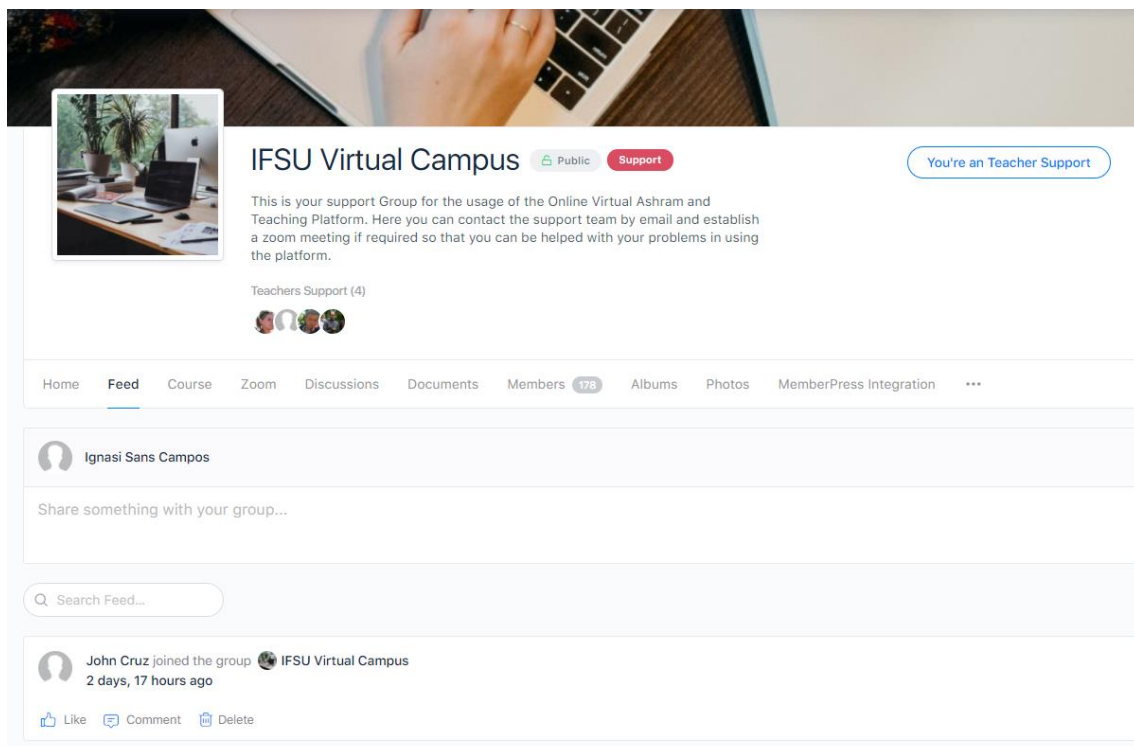 IFSU Virtual Campus Public Support
You're an Teacher Support
This is your support Group for the usage of the Online Virtual Ashram and
Teaching Platform. Here you can contact the support team by email and establish
a zoom meeting if required so that you can be helped with your problems in using
the platform.
Teachers Support (4)
Home Feed Course Zoom Discussions Documents Members 178 Albums Photos MemberPress Integration ...
Ignasi Sans Campos
Share something with your group...
Search Feed...
John Cruz joined the group IFSU Virtual Campus
2 days, 17 hours ago
Like Comment Delete